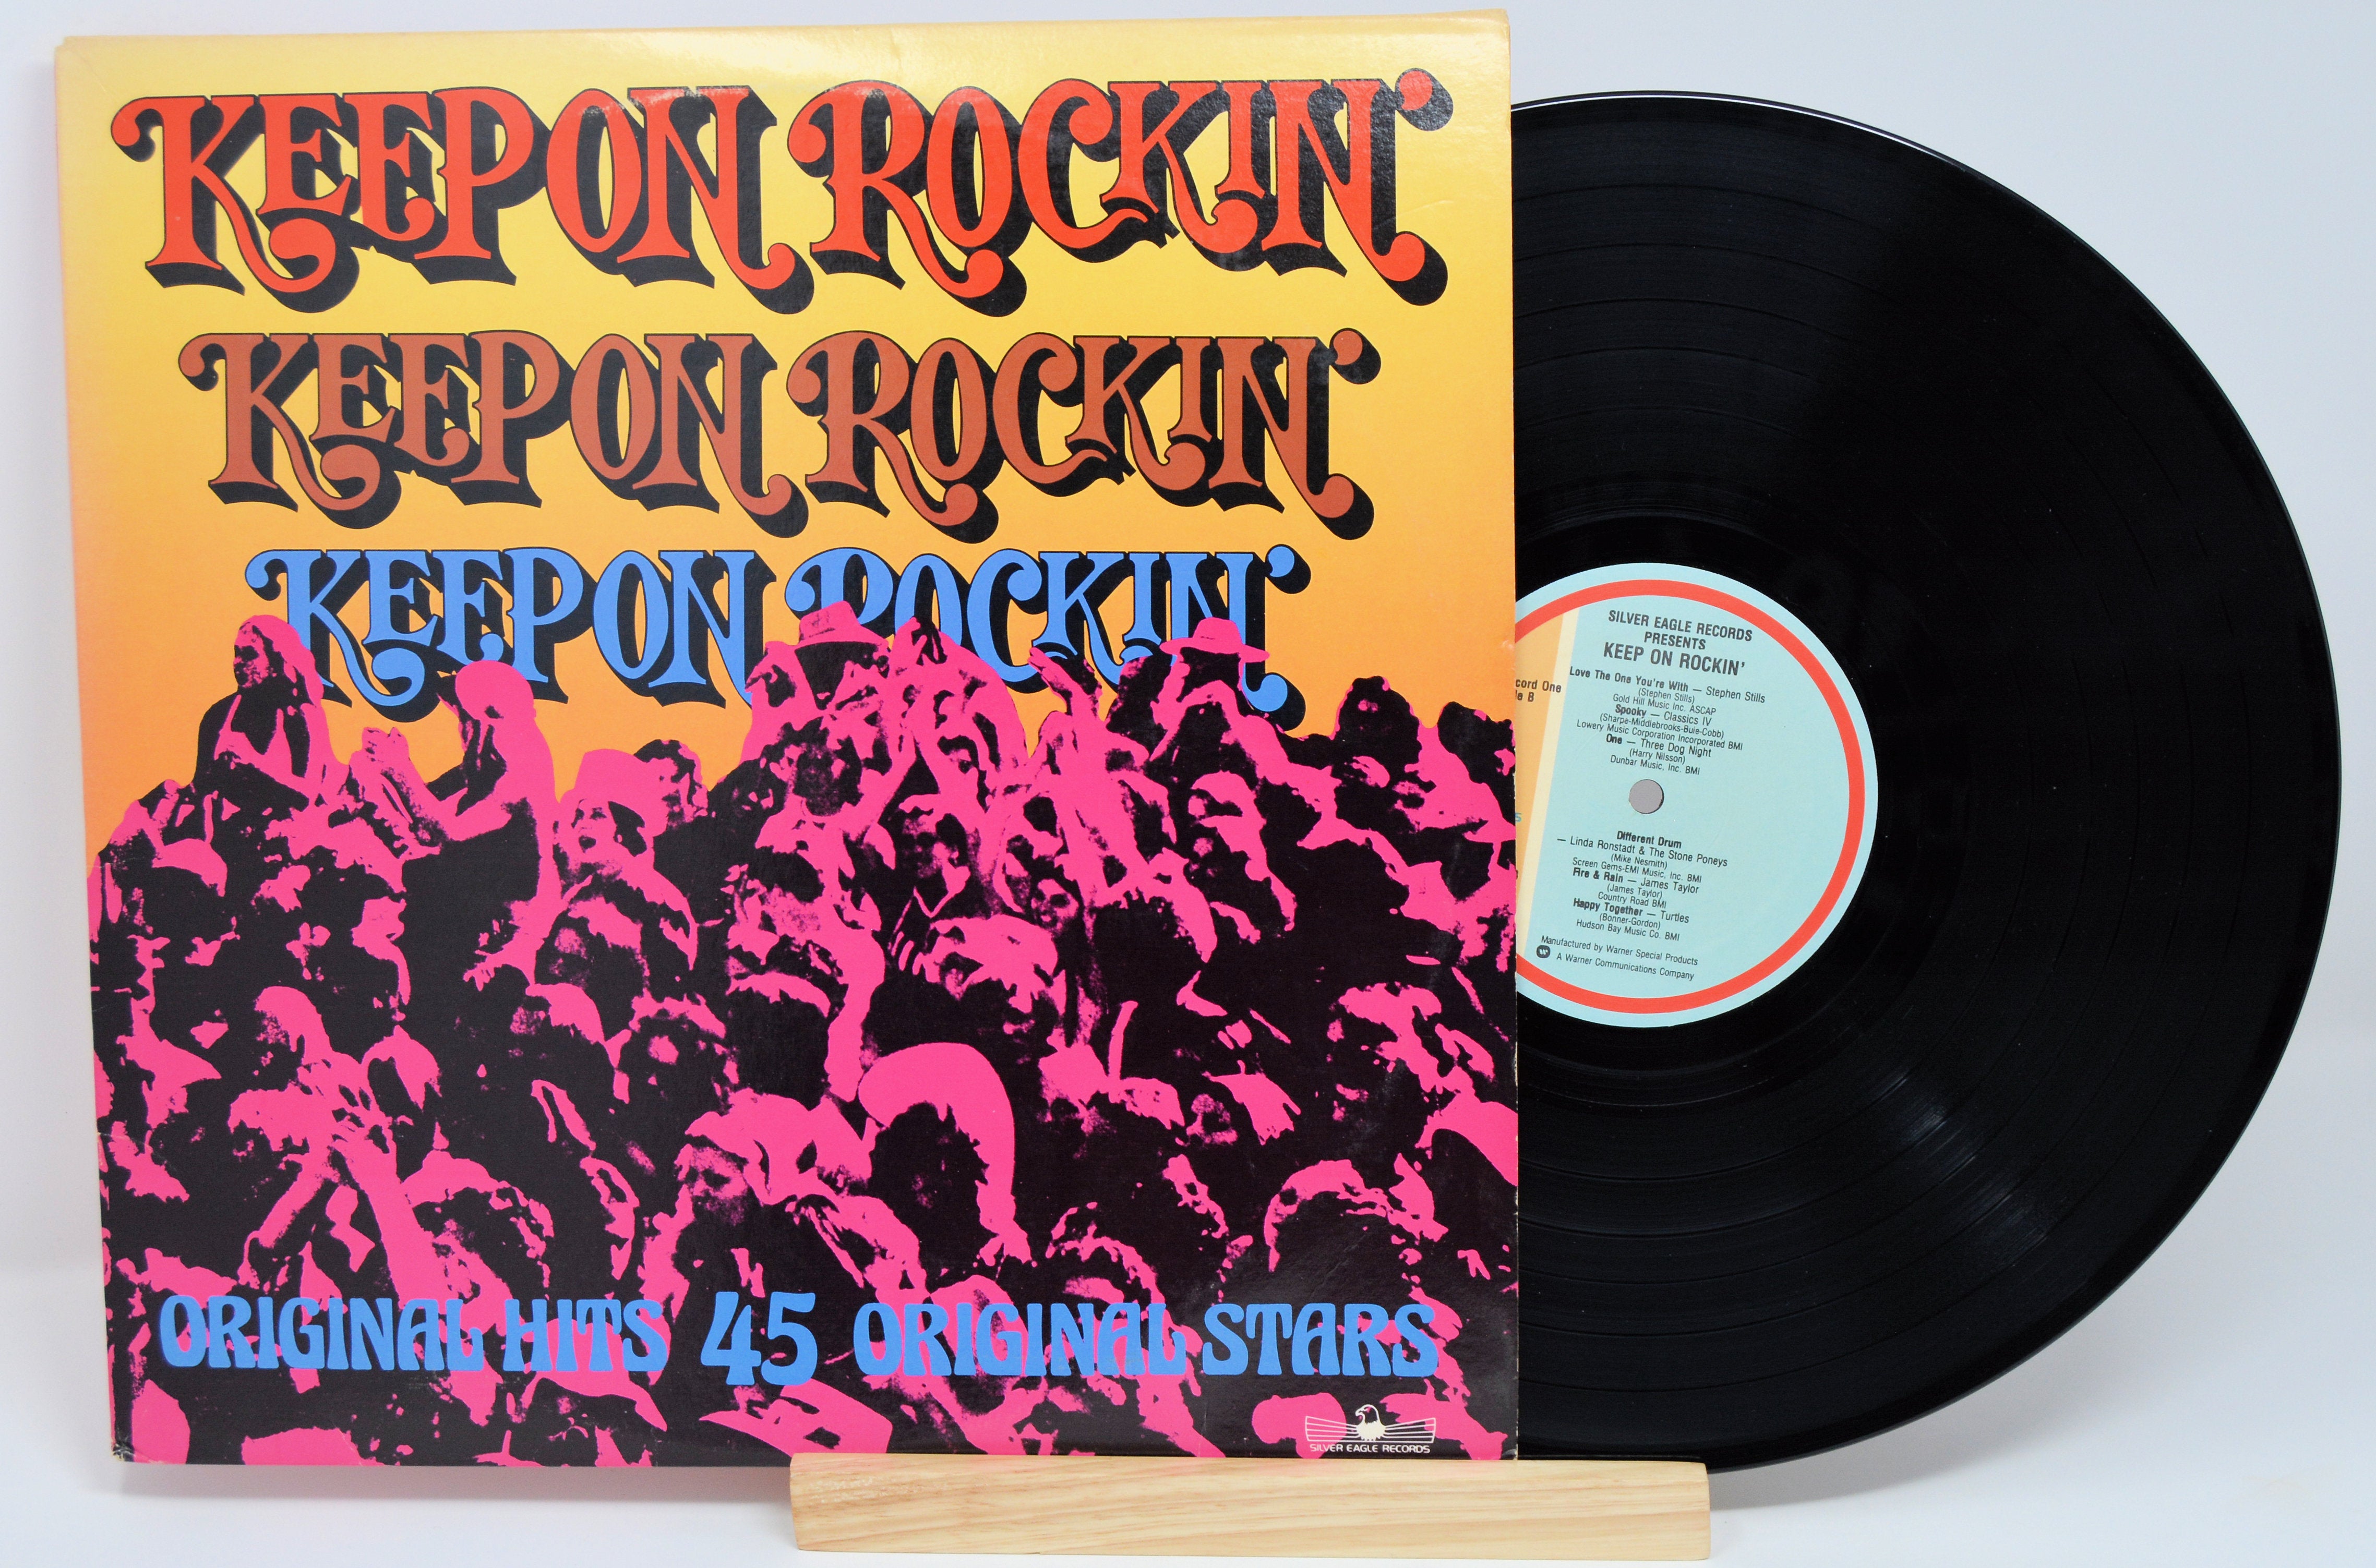 KEEP ON ROCKIN'
KEEP ON ROCKIN'
KEEP ON ROCKIN'
ORIGINAL HITS 45 ORIGINAL STARS
SILVER EAGLE RECORDS
SILVER EAGLE RECORDS
PRESENTS
KEEP ON ROCKIN'
cord One
le B
Love The One You're With — Stephen Stills
(Stephen Stills)
Gold Hill Music Inc. ASCAP
Spooky — Classics IV
(Sharpe-Middlebrooks-Buie-Cobb)
Lowery Music Corporation Incorporated BMI
One — Three Dog Night
(Harry Nilsson)
Dunbar Music, Inc. BMI
Different Drum
— Linda Ronstadt & The Stone Poneys
(Mike Nesmith)
Screen Gems-EMI Music, Inc. BMI
Fire & Rain — James Taylor
(James Taylor)
Country Road BMI
Happy Together — Turtles
(Bonner-Gordon)
Hudson Bay Music Co. BMI
Manufactured by Warner Special Products
A Warner Communications Company